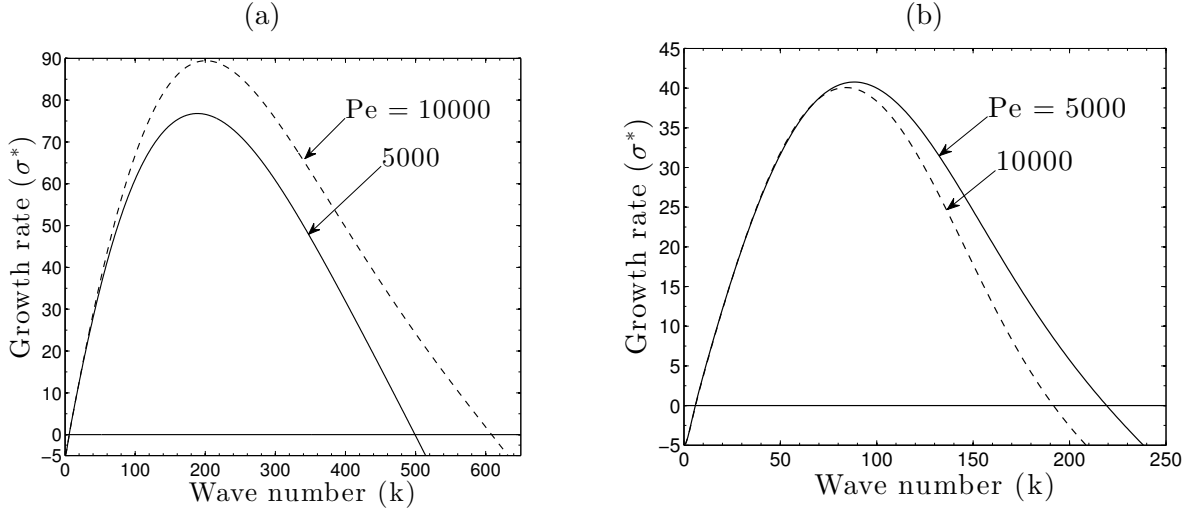 (a)
Growth rate (σ*)
90
80
70
60
50
40
30
20
10
0
−5
Pe = 10000
5000
0 100 200 300 400 500 600
Wave number (k)
(b)
Growth rate (σ*)
45
40
35
30
25
20
15
10
5
0
−5
Pe = 5000
10000
0 50 100 150 200 250
Wave number (k)